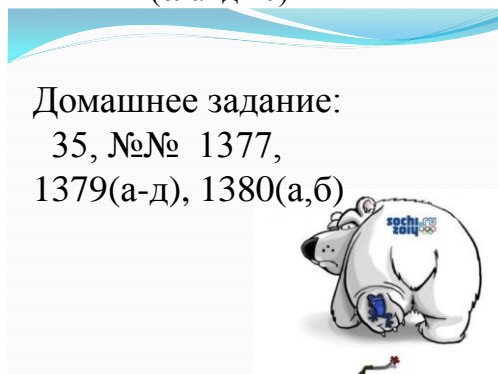 Домашнее задание:
35, №№ 1377,
1379(а-д), 1380(а,б)
sochi.ru
2014